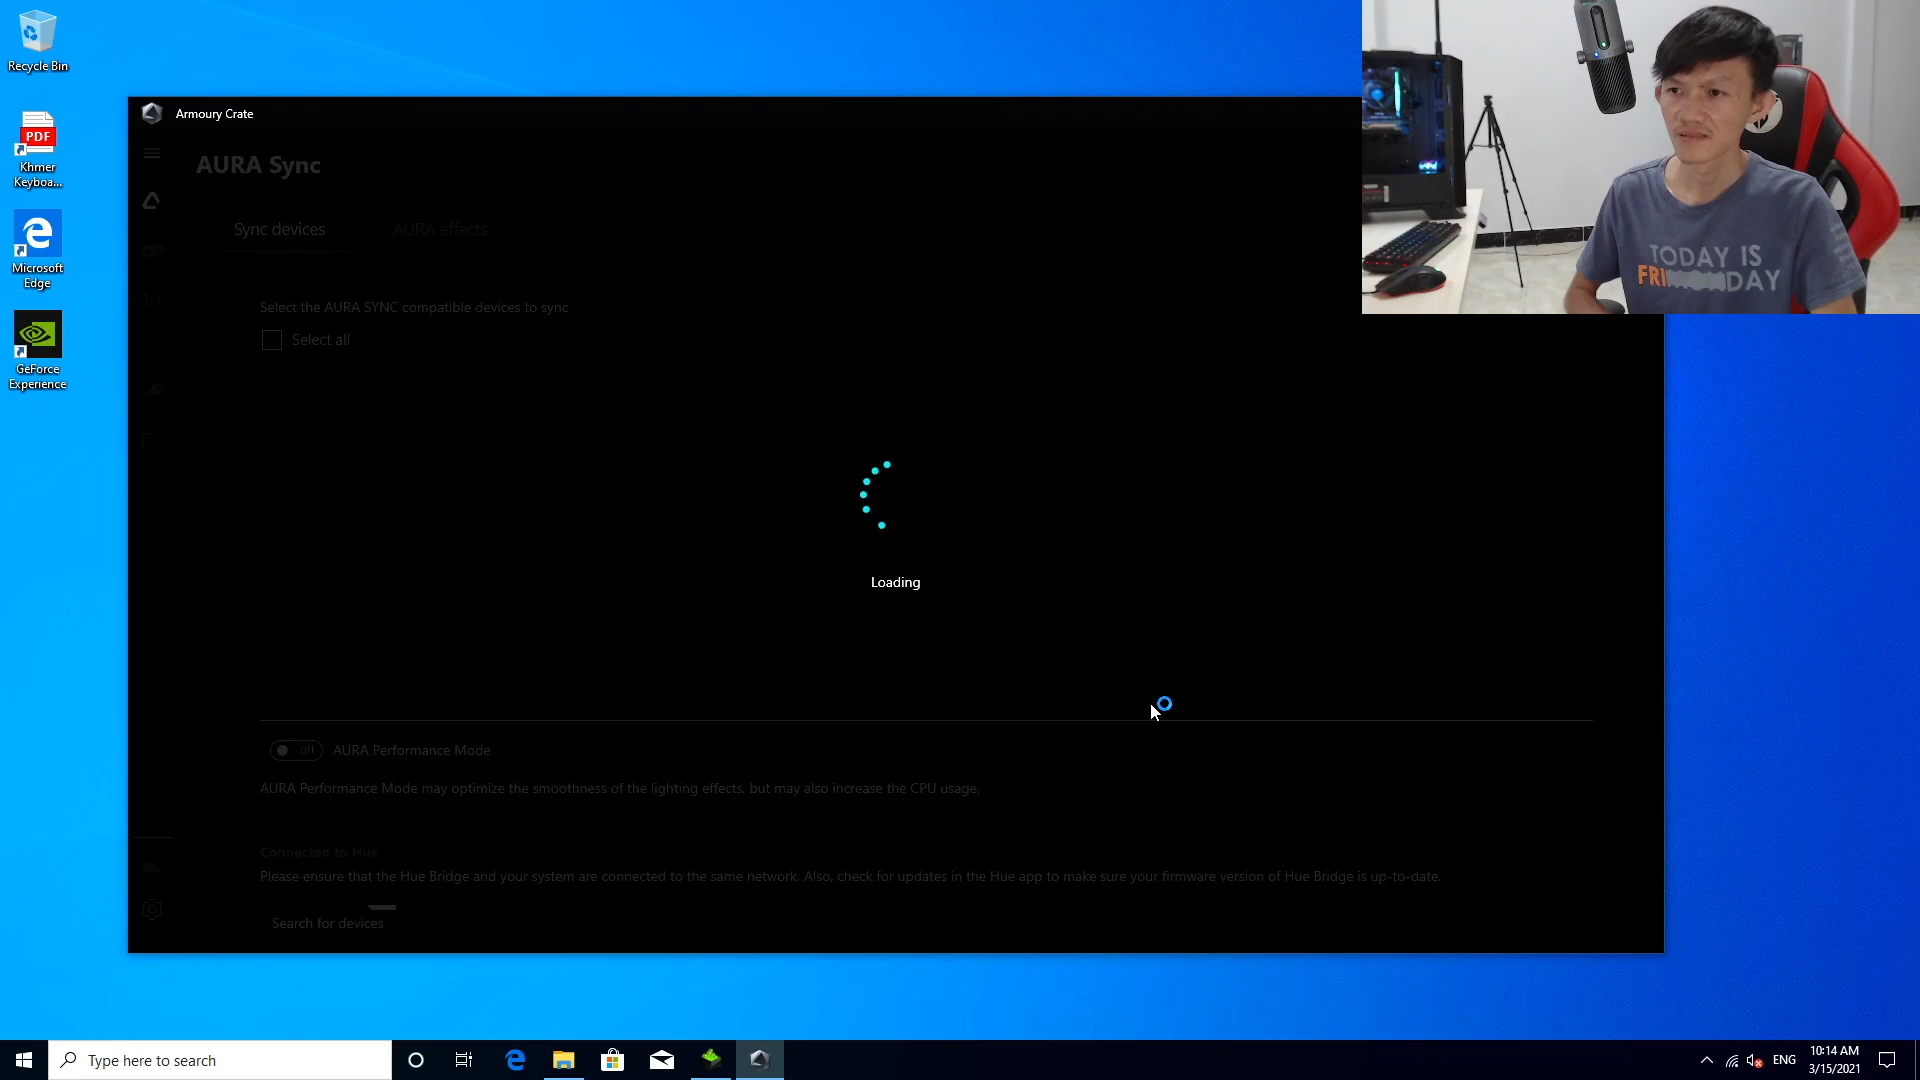 Recycle Bin
Armoury Crate
AURA Sync
PDF
Khmer
Keyboa...
Sync devices
AURA effects
Microsoft
Edge
Select the AURA SYNC compatible devices to sync
Select all
GeForce
Experience
TODAY IS
FRI DAY
Loading
off
AURA Performance Mode
AURA Performance Mode may optimize the smoothness of the lighting effects, but may also increase the CPU usage.
Connected to Hue
Please ensure that the Hue Bridge and your system are connected to the same network. Also, check for updates in the Hue app to make sure your firmware version of Hue Bridge is up-to-date.
Search for devices
Type here to search
ENG
10:14 AM
3/15/2021